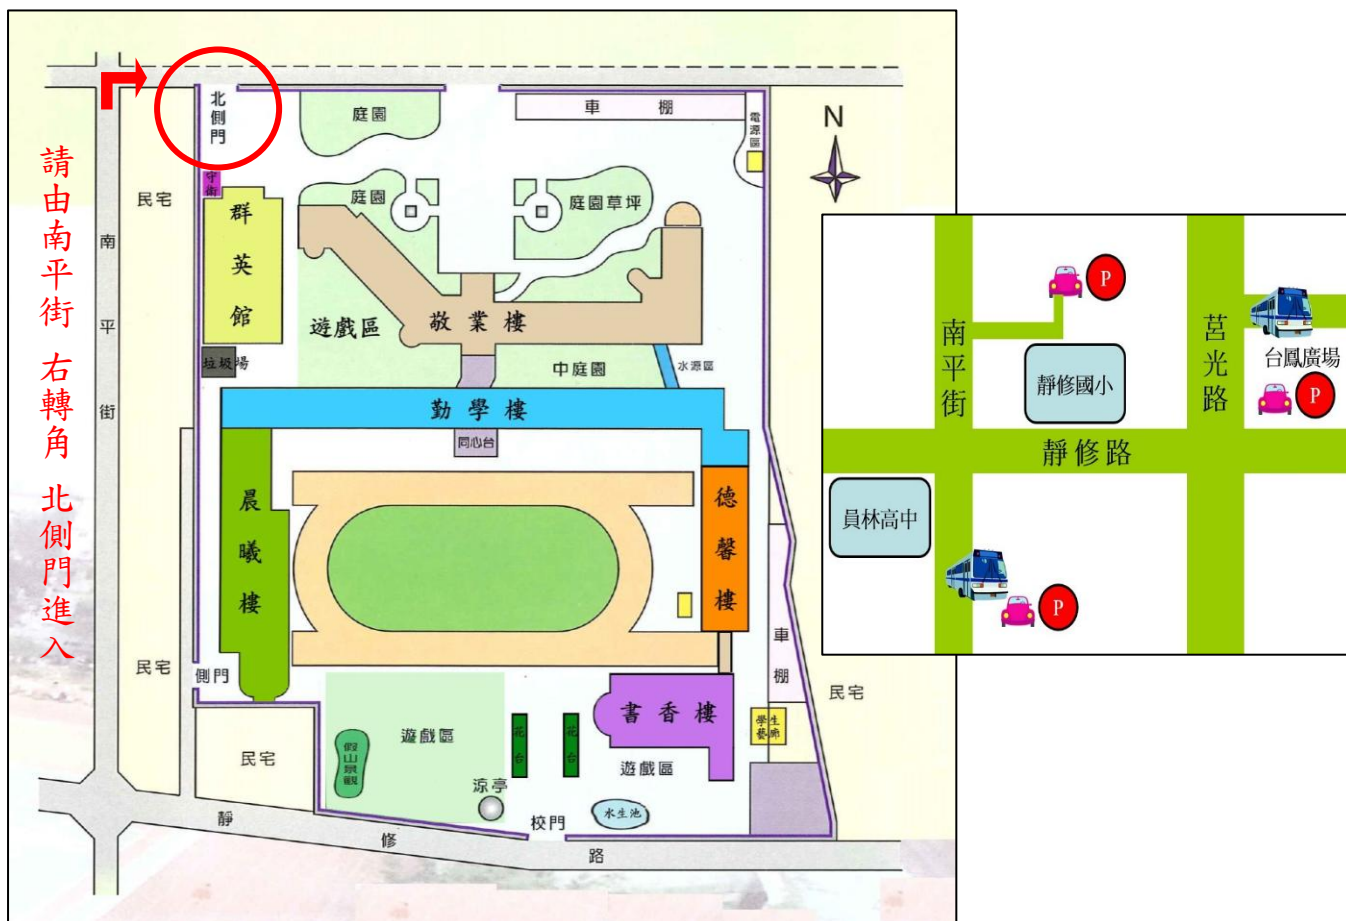 請由南平街 右轉角 北側門進入
南平街
民宅
北側門
庭園
車棚
電源區
N
守衛
群英館
庭園
庭園草坪
遊戲區
敬業樓
垃圾場
中庭園
水源區
勤學樓
同心台
晨曦樓
德馨樓
車棚
民宅
側門
民宅
民宅
假山景觀
遊戲區
花台
花台
書香樓
學生藝廊
遊戲區
涼亭
校門
水生池
靜修路
南平街
P
靜修國小
莒光路
台鳳廣場
P
靜修路
員林高中
P